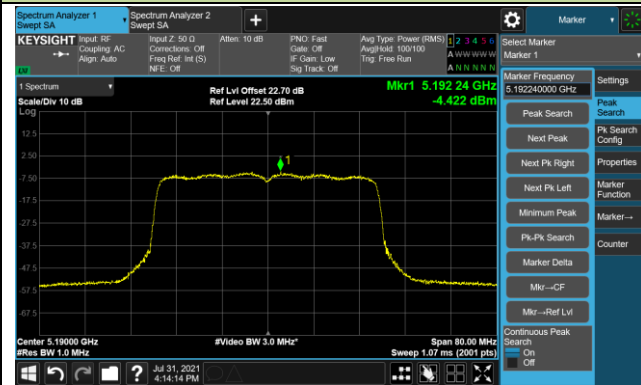 Spectrum Analyzer 1
Swept SA
Spectrum Analyzer 2
Swept SA
+
Marker
KEYSIGHT
Input: RF
Coupling: AC
Align: Auto
Input Z: 50 Ω
Corrections: Off
Freq Ref: Int (S)
NFE: Off
Atten: 10 dB
PNO: Fast
Gate: Off
IF Gain: Low
Sig Track: Off
Avg Type: Power (RMS)
Avg|Hold: 100/100
Trig: Free Run
1 2 3 4 5 6
A W W W W W
A N N N N N
LXI
Select Marker
Marker 1
1 Spectrum
Scale/Div 10 dB
Log
Ref Lvl Offset 22.70 dB
Ref Level 22.50 dBm
Mkr1 5.192 24 GHz
-4.422 dBm
12.5
2.50
-7.50
-17.5
-27.5
-37.5
-47.5
-57.5
-67.5
1
Center 5.19000 GHz
#Res BW 1.0 MHz
#Video BW 3.0 MHz*
Span 80.00 MHz
Sweep 1.07 ms (2001 pts)
Marker Frequency
5.192240000 GHz
Peak Search
Next Peak
Next Pk Right
Next Pk Left
Minimum Peak
Pk-Pk Search
Marker Delta
Mkr→CF
Mkr→Ref Lvl
Continuous Peak
Search
On
Off
Settings
Peak
Search
Pk Search
Config
Properties
Marker
Function
Marker→
Counter
?
Jul 31, 2021
4:14:14 PM